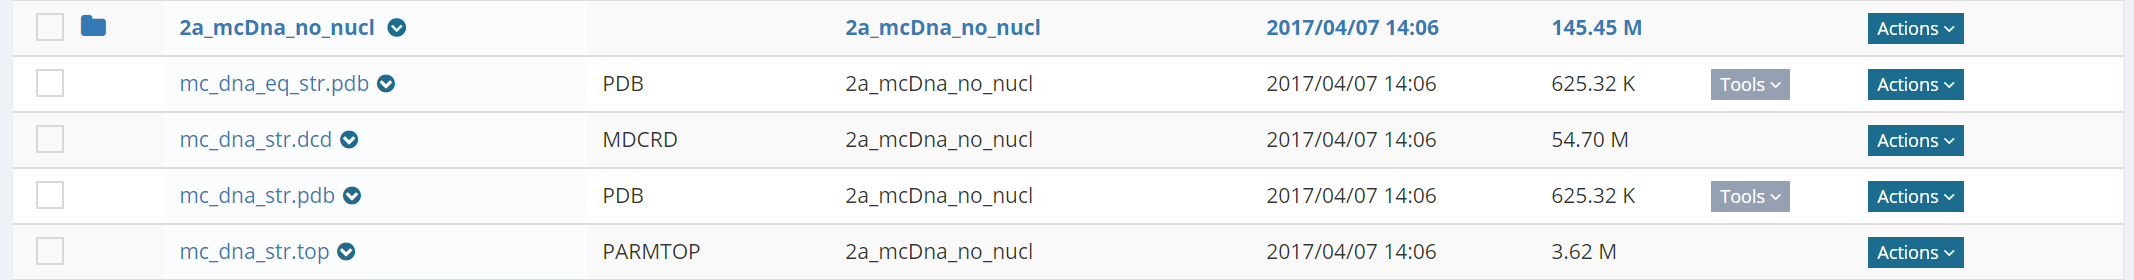 2a_mcDna_no_nucl 2a_mcDna_no_nucl 2017/04/07 14:06 145.45 M Actions
mc_dna_eq_str.pdb PDB 2a_mcDna_no_nucl 2017/04/07 14:06 625.32 K Tools Actions
mc_dna_str.dcd MDCRD 2a_mcDna_no_nucl 2017/04/07 14:06 54.70 M Actions
mc_dna_str.pdb PDB 2a_mcDna_no_nucl 2017/04/07 14:06 625.32 K Tools Actions
mc_dna_str.top PARMTOP 2a_mcDna_no_nucl 2017/04/07 14:06 3.62 M Actions